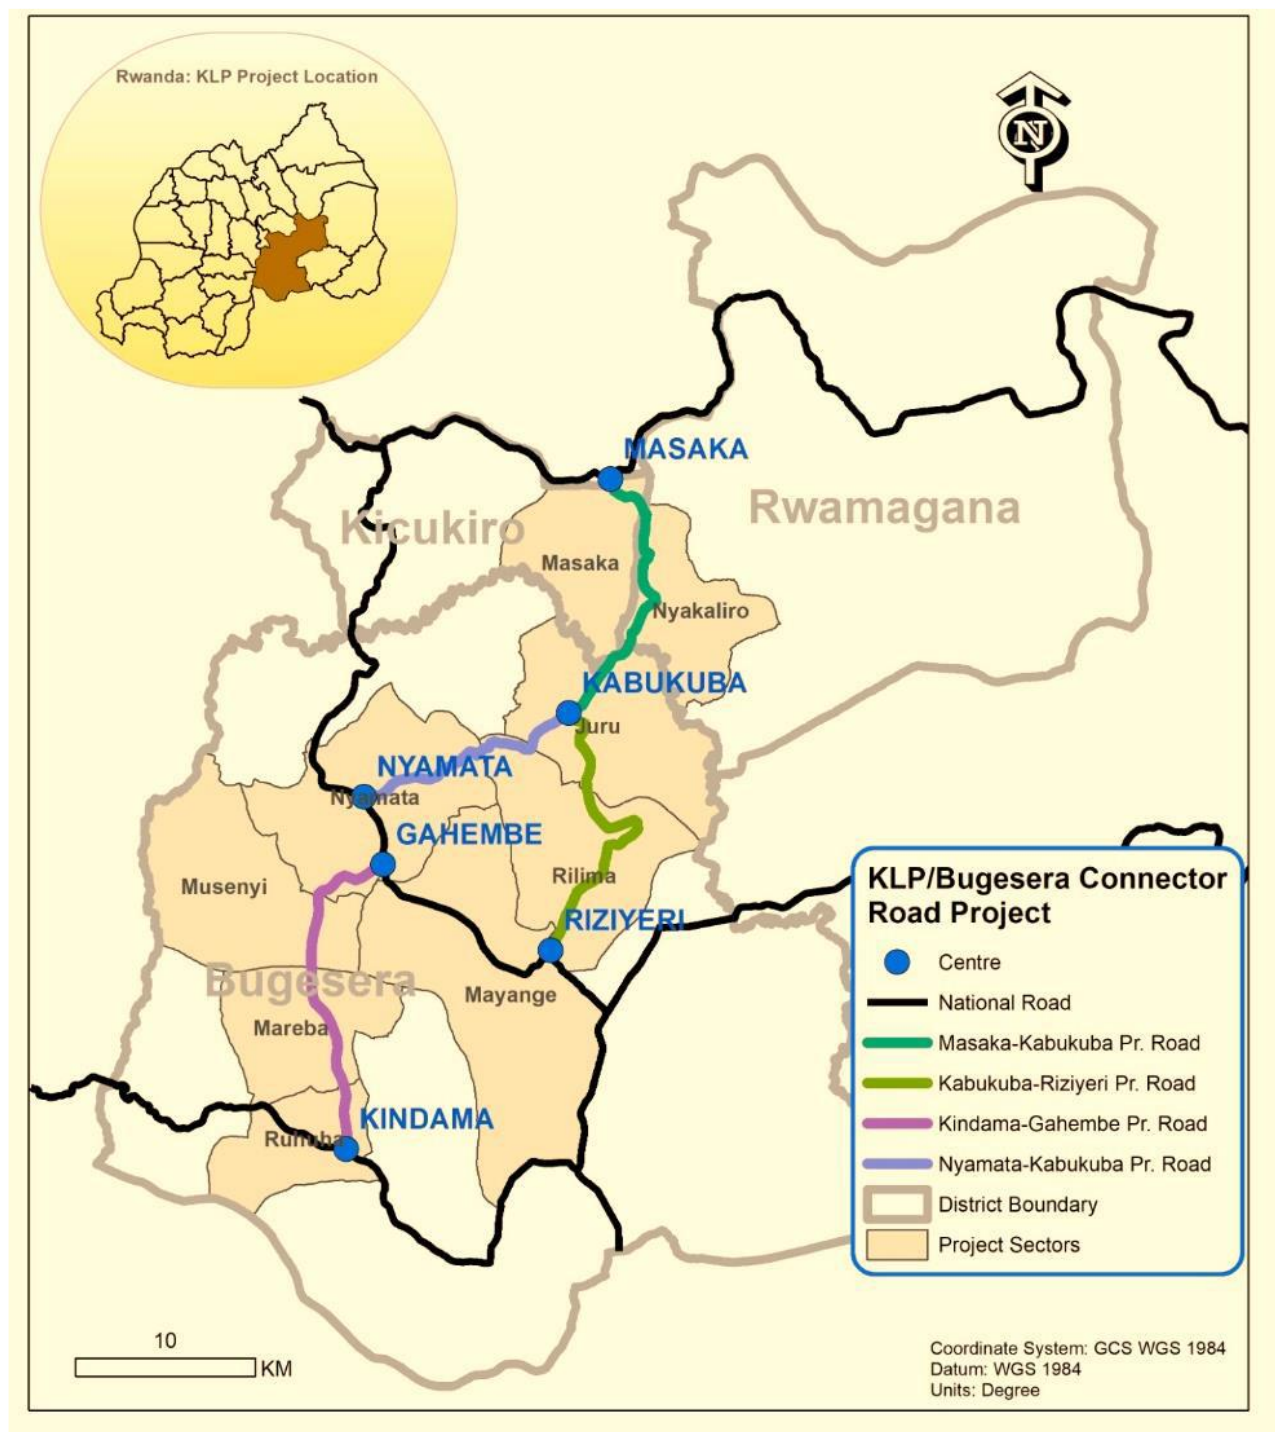 Rwanda: KLP Project Location
N
MASAKA
Rwamagana
Kicukiro
Masaka
Nyakaliro
KABUKUBA
Juru
NYAMATA
Nyamata
GAHEMBE
Musenyi
Rilima
RIZIYERI
Bugesera
Mayange
Mareba
KINDAMA
Ruhuha
KLP/Bugesera Connector
Road Project
Centre
National Road
Masaka-Kabukuba Pr. Road
Kabukuba-Riziyeri Pr. Road
Kindama-Gahembe Pr. Road
Nyamata-Kabukuba Pr. Road
District Boundary
Project Sectors
10
KM
Coordinate System: GCS WGS 1984
Datum: WGS 1984
Units: Degree